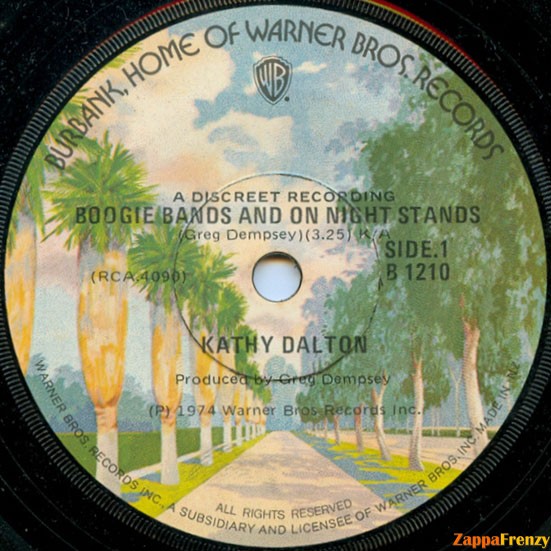 BURBANK, HOME OF WARNER BROS. RECORDS
WB
A DISCREET RECORDING
BOOGIE BANDS AND ON NIGHT STANDS
(Greg Dempsey)(3.25) K/A
SIDE.1
(RCA.4090)
B 1210
KATHY DALTON
Produced by Greg Dempsey
(P) 1974 Warner Bros Records Inc.
ALL RIGHTS RESERVED
WARNER BROS. RECORDS INC., A SUBSIDIARY AND LICENSEE OF WARNER BROS. INC. MADE IN N.Z.
ZappaFrenzy